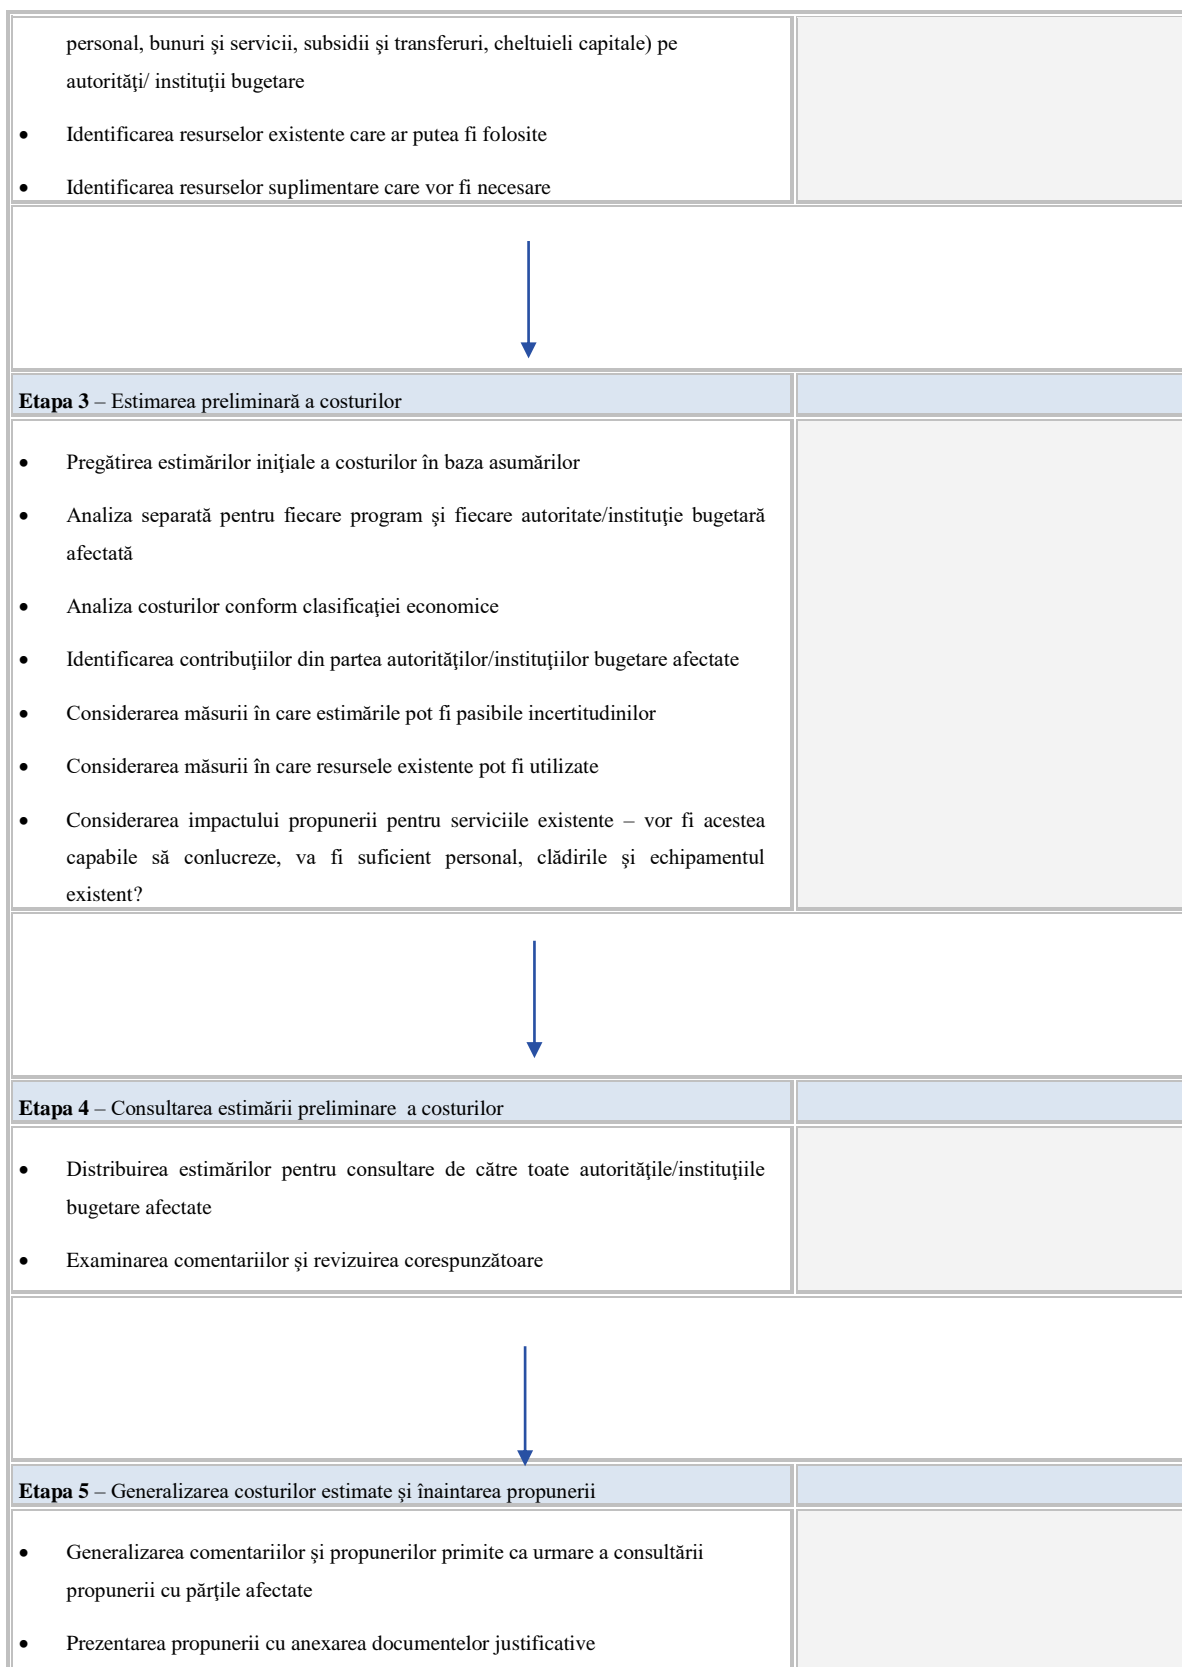 personal, bunuri şi servicii, subsidii şi transferuri, cheltuieli capitale) pe
autorităţi/ instituţii bugetare
• Identificarea resurselor existente care ar putea fi folosite
• Identificarea resurselor suplimentare care vor fi necesare
Etapa 3 – Estimarea preliminară a costurilor
• Pregătirea estimărilor iniţiale a costurilor în baza asumărilor
• Analiza separată pentru fiecare program şi fiecare autoritate/instituţie bugetară
afectată
• Analiza costurilor conform clasificaţiei economice
• Identificarea contribuţiilor din partea autorităţilor/instituţiilor bugetare afectate
• Considerarea măsurii în care estimările pot fi pasibile incertitudinilor
• Considerarea măsurii în care resursele existente pot fi utilizate
• Considerarea impactului propunerii pentru serviciile existente – vor fi acestea
capabile să conlucreze, va fi suficient personal, clădirile şi echipamentul
existent?
Etapa 4 – Consultarea estimării preliminare a costurilor
• Distribuirea estimărilor pentru consultare de către toate autorităţile/instituţiile
bugetare afectate
• Examinarea comentariilor şi revizuirea corespunzătoare
Etapa 5 – Generalizarea costurilor estimate şi înaintarea propunerii
• Generalizarea comentariilor şi propunerilor primite ca urmare a consultării
propunerii cu părţile afectate
• Prezentarea propunerii cu anexarea documentelor justificative